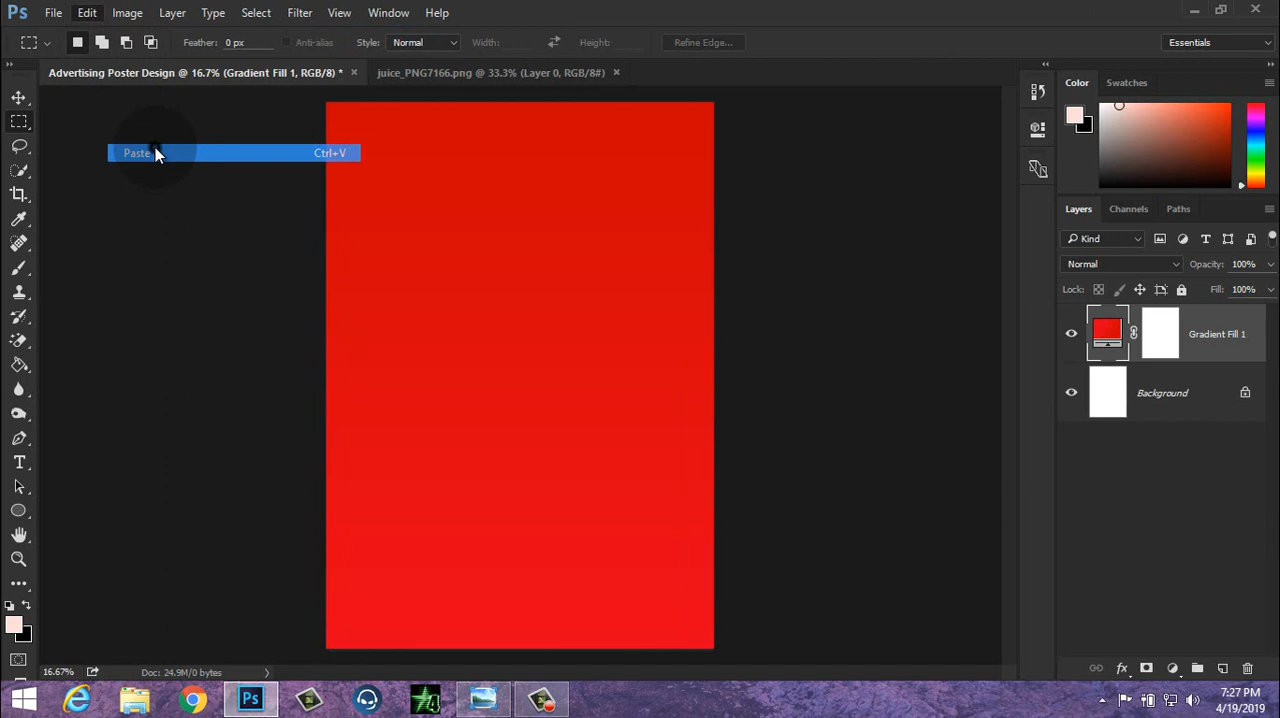 Ps File Edit Image Layer Type Select Filter View Window Help
Feather: 0 px Anti-alias Style: Normal Width: Height: Refine Edge... Essentials
Advertising Poster Design @ 16.7% (Gradient Fill 1, RGB/8) * × juice_PNG7166.png @ 33.3% (Layer 0, RGB/8#) ×
Color Swatches
Paste Ctrl+V
Layers Channels Paths
Kind
Normal Opacity: 100%
Lock: Fill: 100%
Gradient Fill 1
Background
16.67% Doc: 24.9M/0 bytes
Ps
7:27 PM
4/19/2019